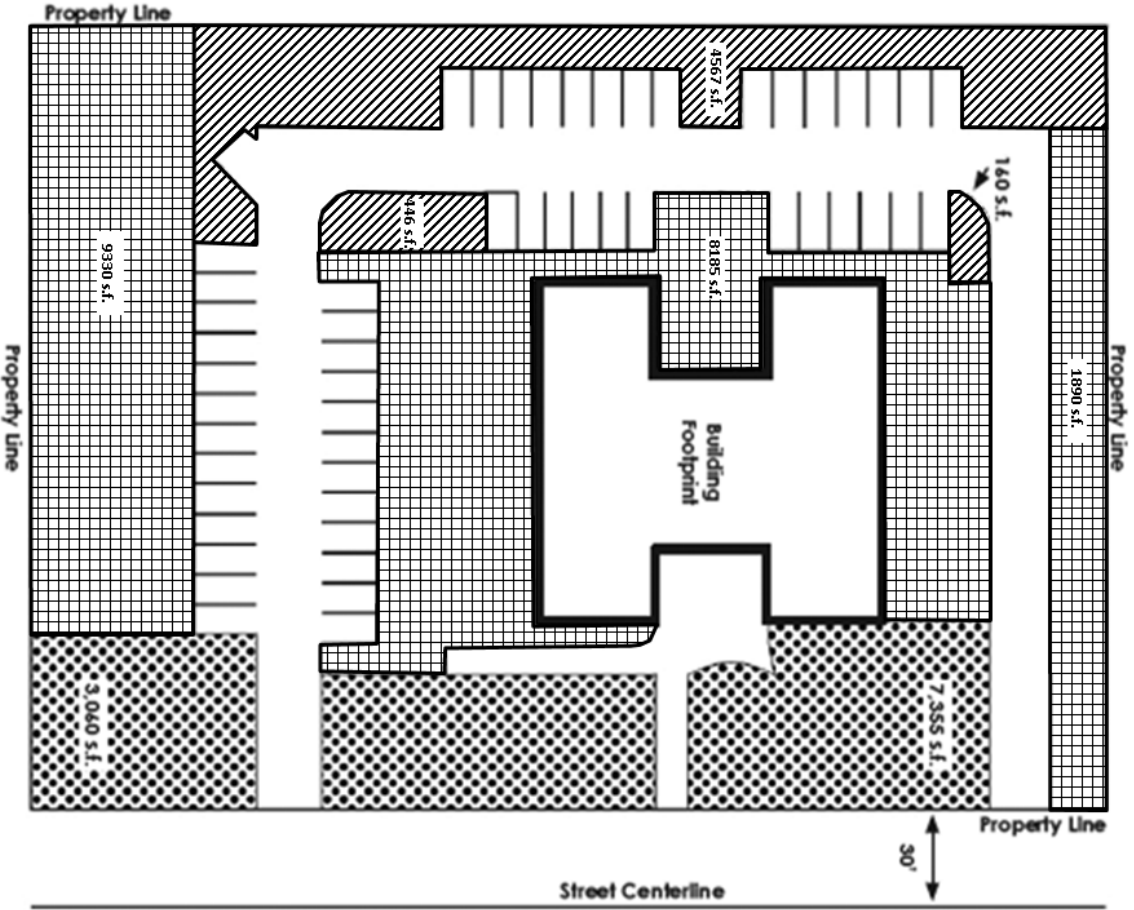 Property Line
4567 s.f.
160 s.f.
446 s.f.
8185 s.f.
9330 s.f.
Property Line
Property Line
1890 s.f.
Building
Footprint
3,060 s.f.
7,355 s.f.
Property Line
30'
Street Centerline